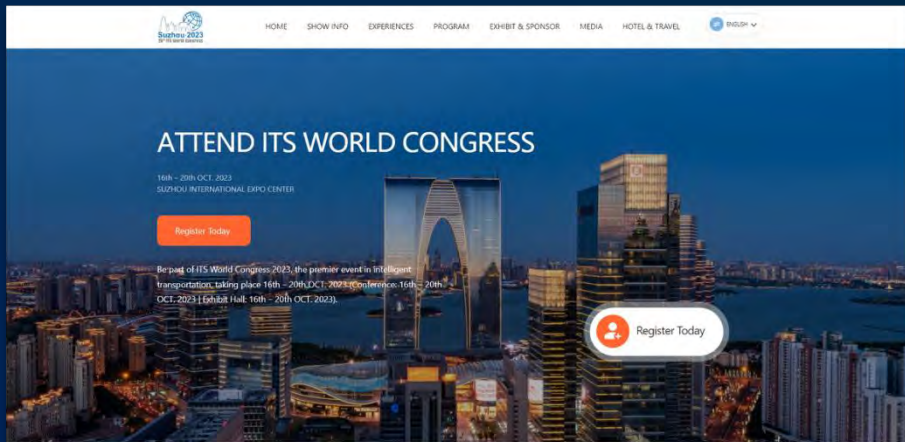 Suzhou 2023
HOME SHOW INFO EXPERIENCES PROGRAM EXHIBIT & SPONSOR MEDIA HOTEL & TRAVEL ENGLISH
ATTEND ITS WORLD CONGRESS
16th – 20th OCT. 2023
SUZHOU INTERNATIONAL EXPO CENTER
Register Today
Be part of ITS World Congress 2023, the premier event in intelligent
transportation, taking place 16th – 20th OCT. 2023 (Conference: 16th – 20th
OCT. 2023 | Exhibit Hall: 16th – 20th OCT. 2023).
Register Today